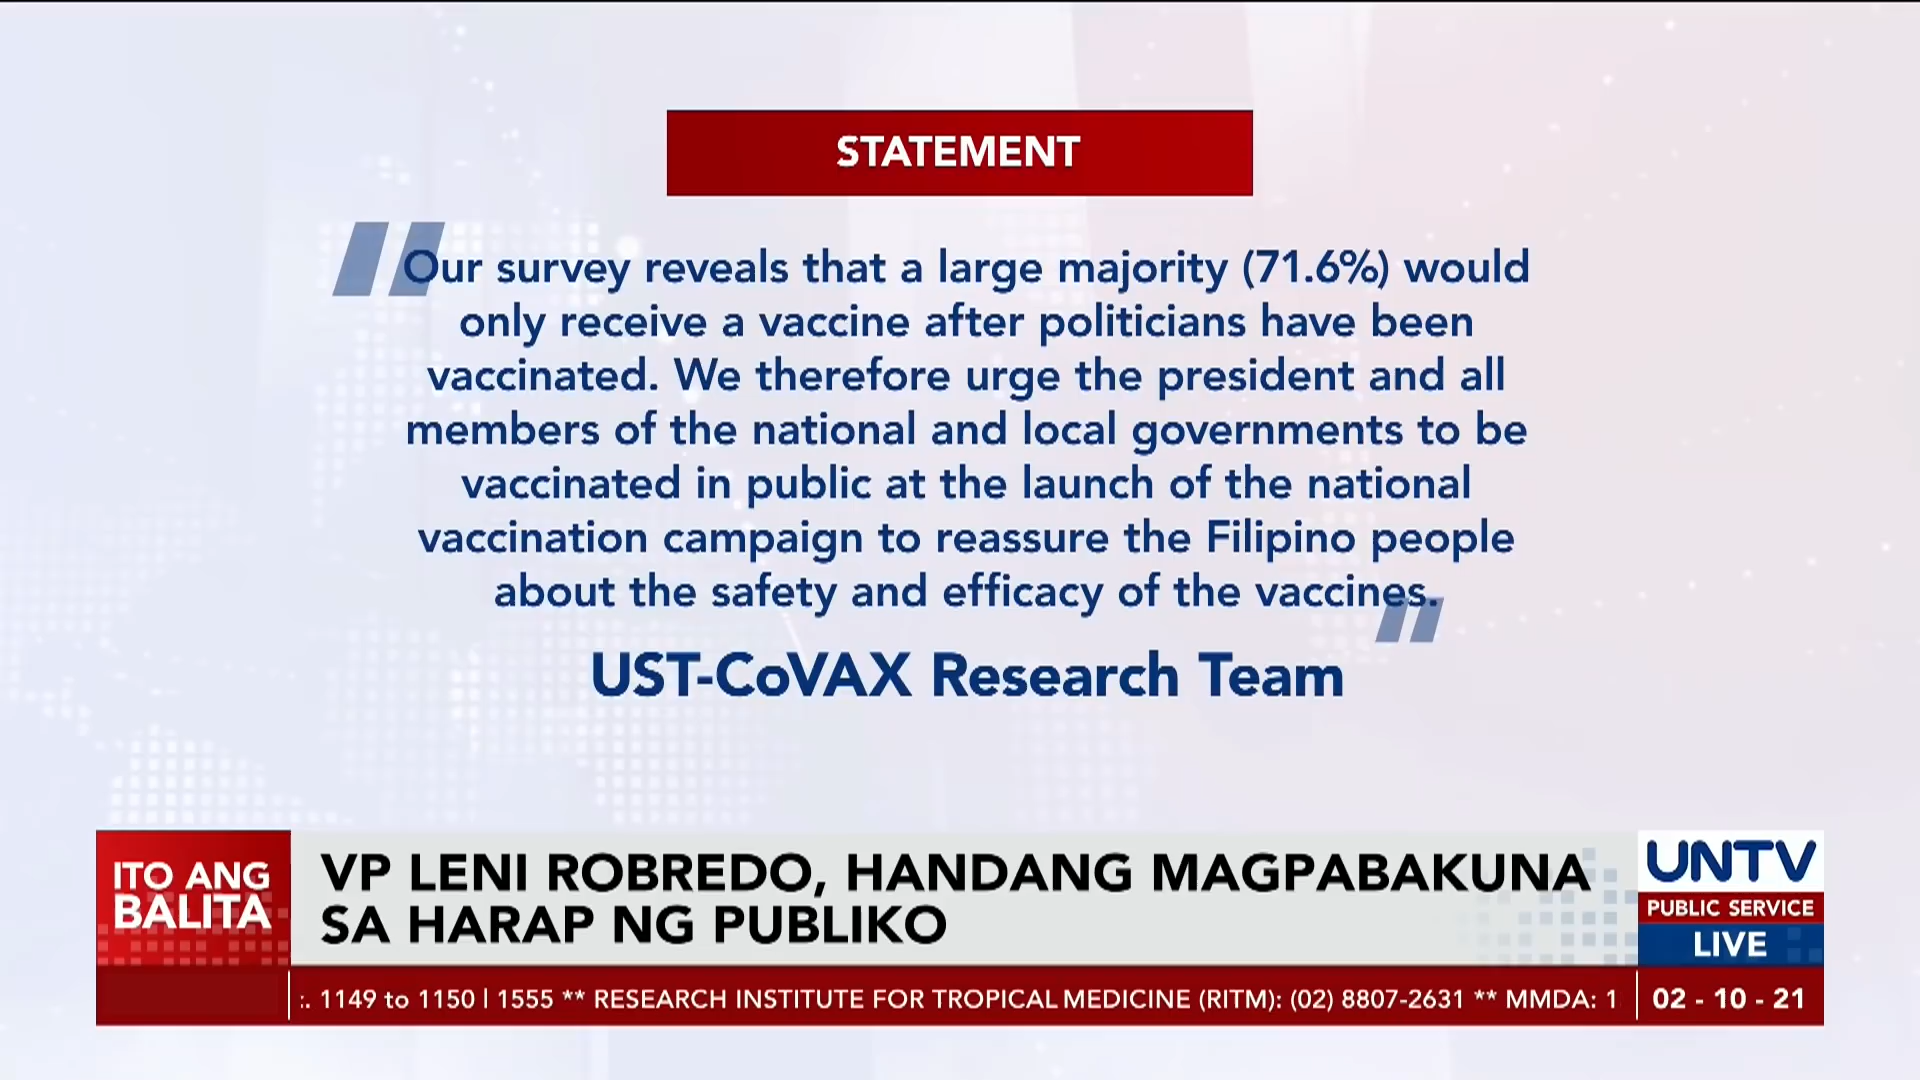 STATEMENT
Our survey reveals that a large majority (71.6%) would
only receive a vaccine after politicians have been
vaccinated. We therefore urge the president and all
members of the national and local governments to be
vaccinated in public at the launch of the national
vaccination campaign to reassure the Filipino people
about the safety and efficacy of the vaccines.
UST-CoVAX Research Team
ITO ANG
BALITA
VP LENI ROBREDO, HANDANG MAGPABAKUNA
SA HARAP NG PUBLIKO
UNTV
PUBLIC SERVICE
LIVE
:. 1149 to 1150 | 1555 ** RESEARCH INSTITUTE FOR TROPICAL MEDICINE (RITM): (02) 8807-2631 ** MMDA: 1
02 - 10 - 21